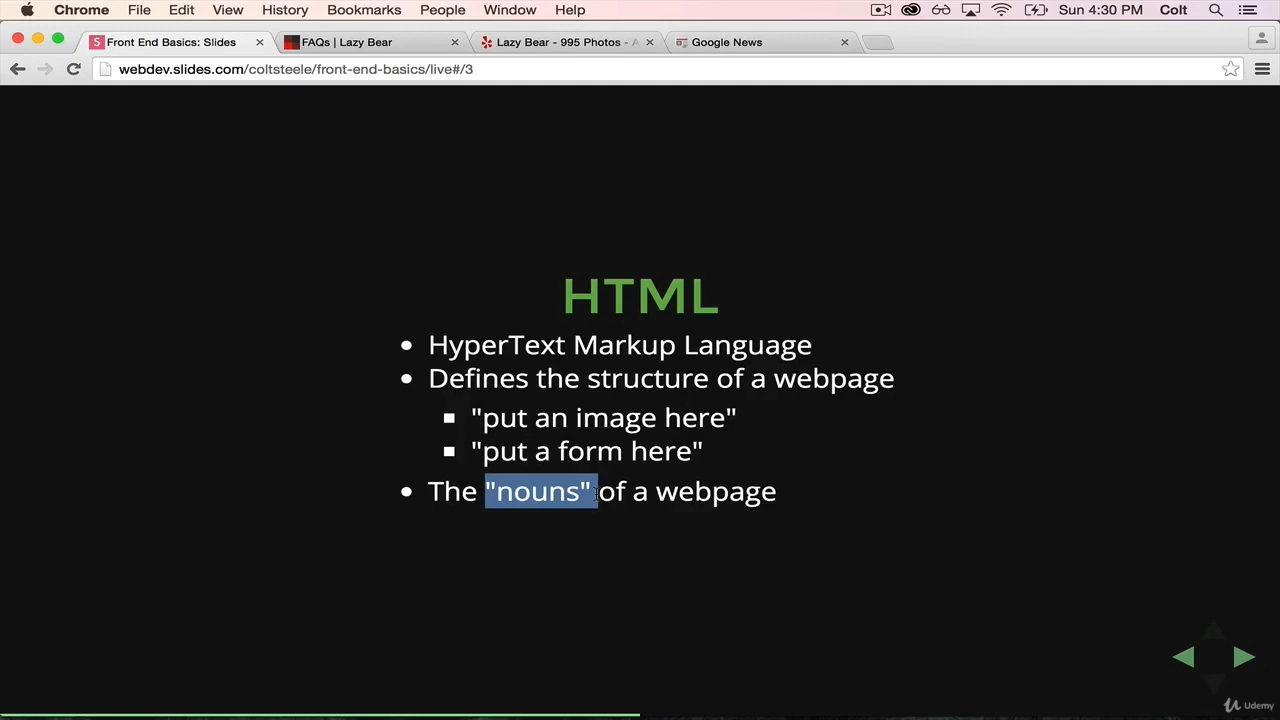 Chrome File Edit View History Bookmarks People Window Help Sun 4:30 PM Colt
Front End Basics: Slides FAQs | Lazy Bear Lazy Bear - 995 Photos - Google News
webdev.slides.com/coltsteele/front-end-basics/live#/3
HTML
HyperText Markup Language
Defines the structure of a webpage
"put an image here"
"put a form here"
The "nouns" of a webpage
Udemy